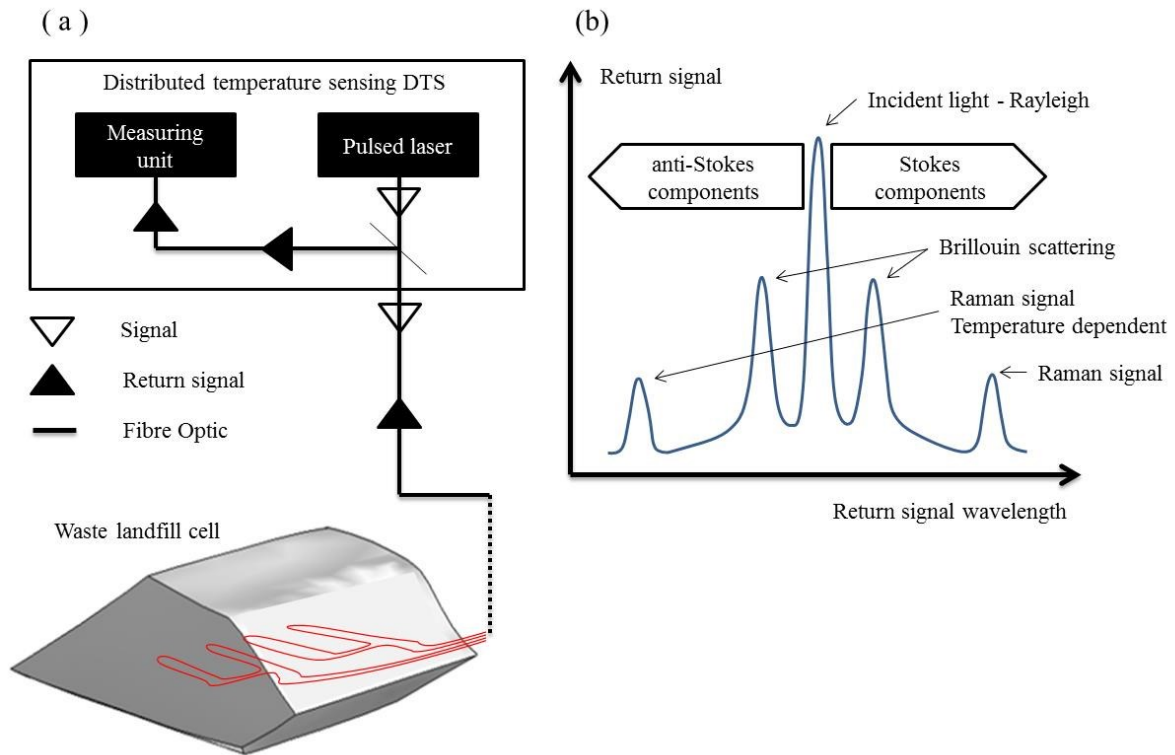 ( a )
Distributed temperature sensing DTS
Measuring
unit
Pulsed laser
Signal
Return signal
Fibre Optic
Waste landfill cell
(b)
Return signal
Incident light - Rayleigh
anti-Stokes
components
Stokes
components
Brillouin scattering
Raman signal
Temperature dependent
Raman signal
Return signal wavelength